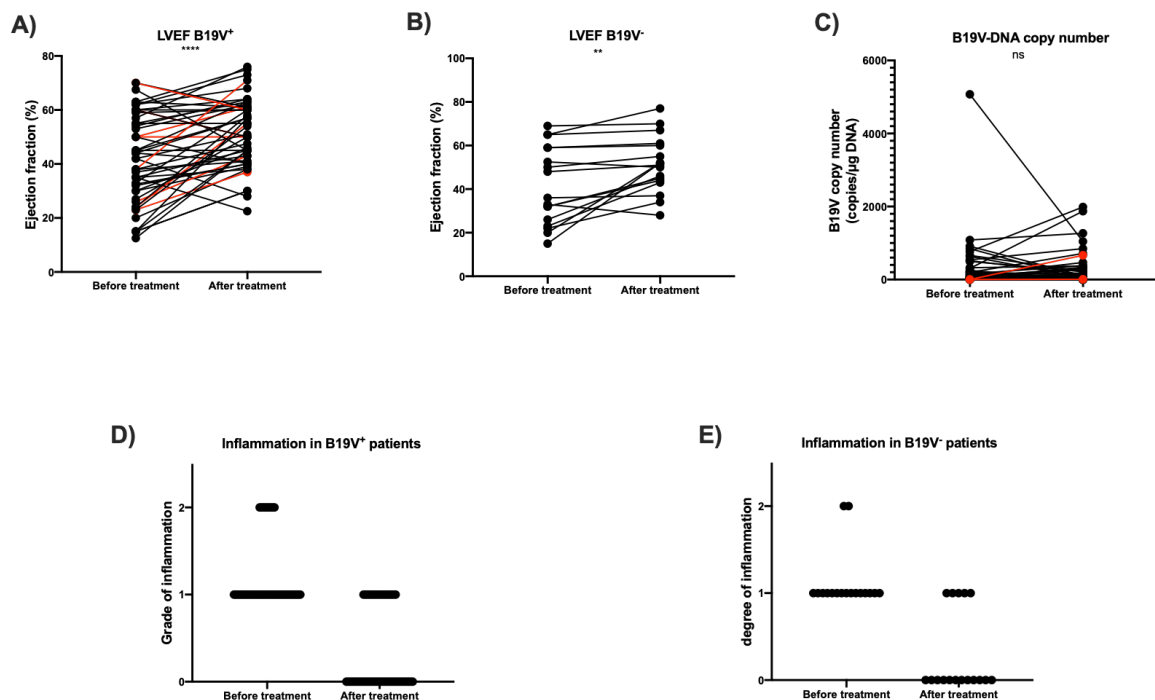 A)
LVEF B19V⁺
****
Ejection fraction (%)
80
60
40
20
0
Before treatment After treatment
B)
LVEF B19V⁻
**
Ejection fraction (%)
100
80
60
40
20
0
Before treatment After treatment
C)
B19V-DNA copy number
ns
B19V copy number
(copies/µg DNA)
6000
4000
2000
0
Before treatment After treatment
D)
Inflammation in B19V⁺ patients
Grade of inflammation
2
1
0
Before treatment After treatment
E)
Inflammation in B19V⁻ patients
degree of inflammation
2
1
0
Before treatment After treatment